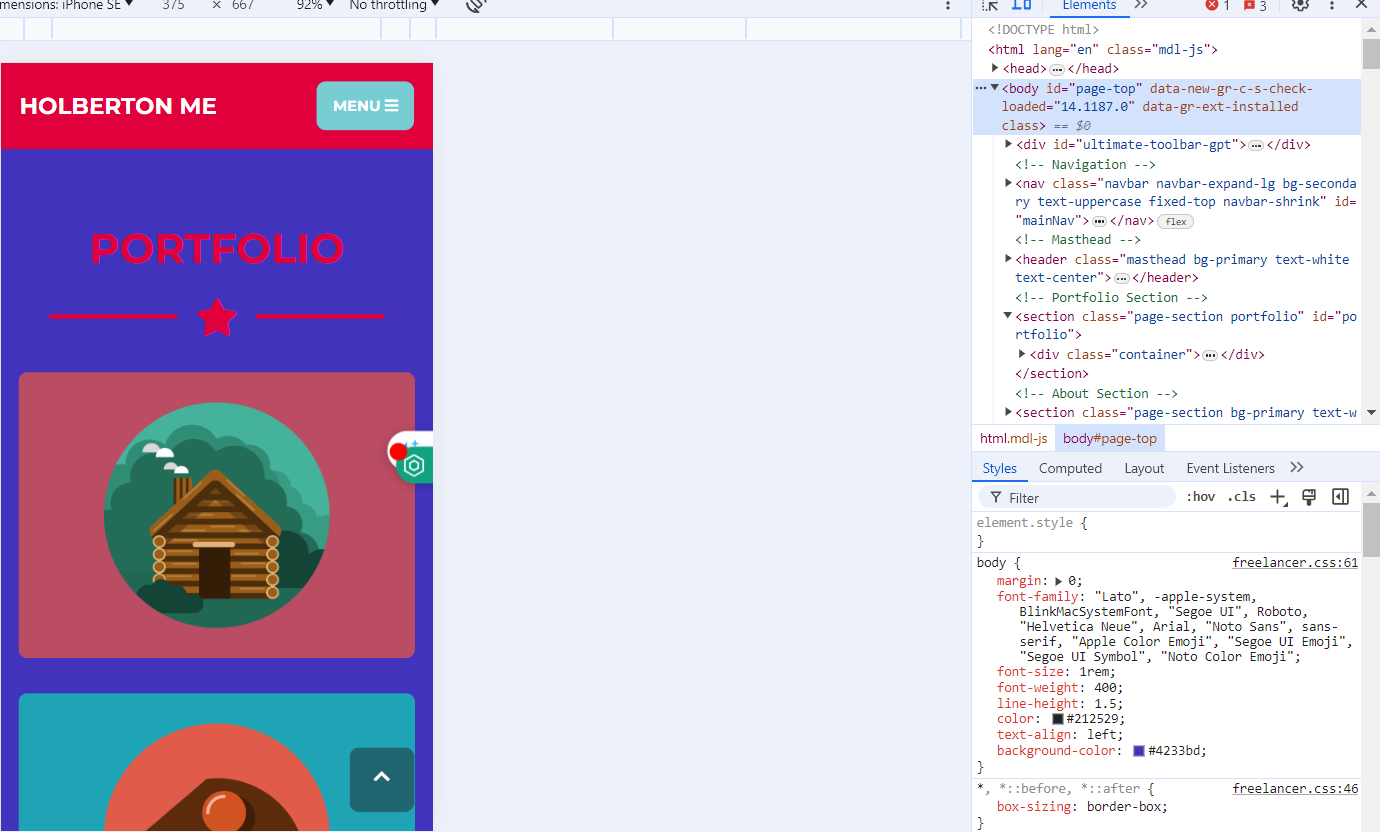 mensions: iPhone SE ▼ 375 × 667 92% ▼ No throttling ▼
Elements
1 3
HOLBERTON ME
MENU
PORTFOLIO
<!DOCTYPE html>
<html lang="en" class="mdl-js">
<head> ⋯ </head>
<body id="page-top" data-new-gr-c-s-check-
loaded="14.1187.0" data-gr-ext-installed
class> == $0
<div id="ultimate-toolbar-gpt"> ⋯ </div>
<!-- Navigation -->
<nav class="navbar navbar-expand-lg bg-seconda
ry text-uppercase fixed-top navbar-shrink" id=
"mainNav"> ⋯ </nav> flex
<!-- Masthead -->
<header class="masthead bg-primary text-white
text-center"> ⋯ </header>
<!-- Portfolio Section -->
<section class="page-section portfolio" id="po
rtfolio">
<div class="container"> ⋯ </div>
</section>
<!-- About Section -->
<section class="page-section bg-primary text-w
html.mdl-js body#page-top
Styles Computed Layout Event Listeners
Filter :hov .cls
element.style {
}
body { freelancer.css:61
margin: ▶ 0;
font-family: "Lato", -apple-system,
BlinkMacSystemFont, "Segoe UI", Roboto,
"Helvetica Neue", Arial, "Noto Sans", sans-
serif, "Apple Color Emoji", "Segoe UI Emoji",
"Segoe UI Symbol", "Noto Color Emoji";
font-size: 1rem;
font-weight: 400;
line-height: 1.5;
color: #212529;
text-align: left;
background-color: #4233bd;
}
*, *::before, *::after { freelancer.css:46
box-sizing: border-box;
}